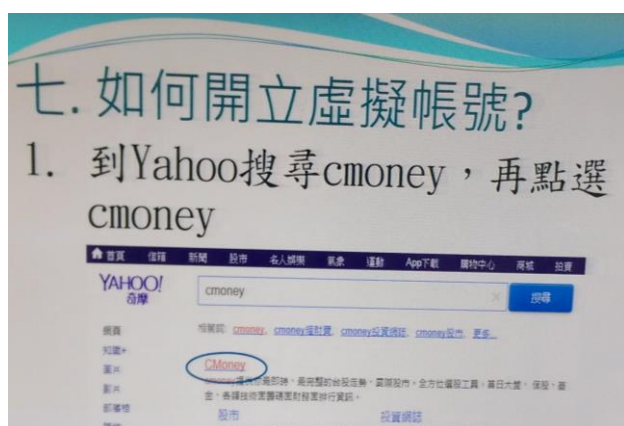 七. 如何開立虛擬帳號?
1. 到Yahoo搜尋cmoney，再點選
cmoney
首頁 信箱 新聞 股市 名人娛樂 氣象 運動 App下載 購物中心 商城 拍賣
YAHOO!
奇摩
cmoney
搜尋
網頁
相關詞: cmoney, cmoney理財寶, cmoney投資網誌, cmoney股市, 更多...
知識+
圖片
CMoney
影片
部落格
股市 投資網誌